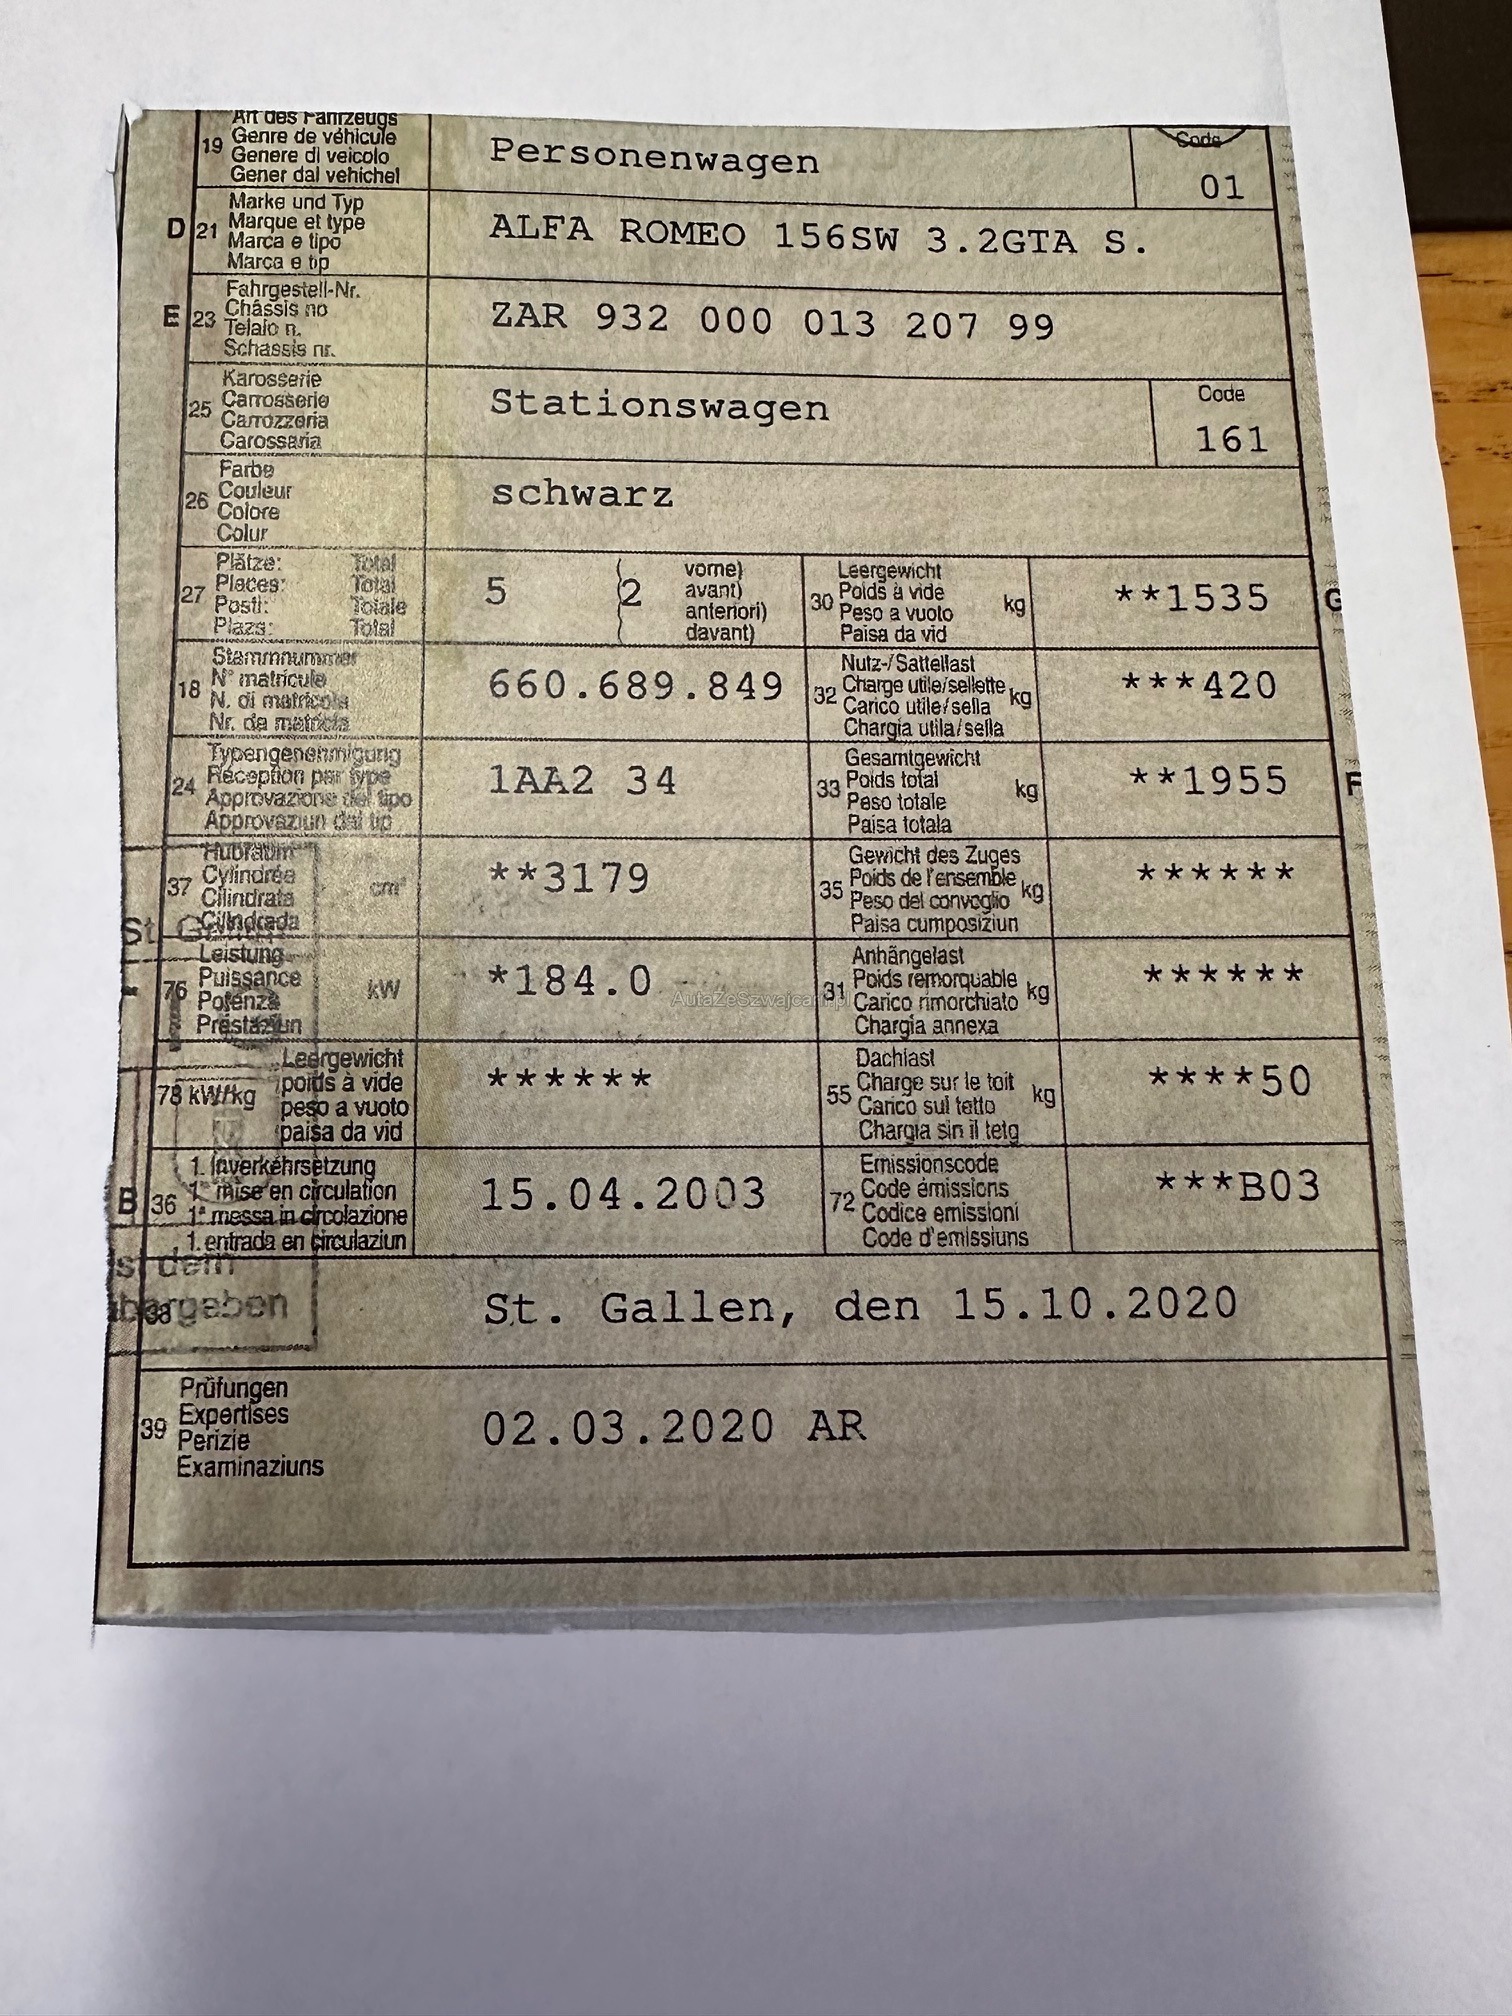 Art des Fahrzeugs
19 Genre de véhicule
Genere di veicolo
Gener dal vehichel
Personenwagen
Code
01
D 21 Marke und Typ
Marque et type
Marca e tipo
Marca e tip
ALFA ROMEO 156SW 3.2GTA S.
E 23 Fahrgestell-Nr.
Châssis no
Telaio n.
Schassis nr.
ZAR 932 000 013 207 99
25 Karosserie
Carrosserie
Carrozzeria
Carossaria
Stationswagen
Code
161
26 Farbe
Couleur
Colore
Colur
schwarz
27 Plätze: Total
Places: Total
Posti: Totale
Plazs: Total
5 (2 vorne)
avant)
anteriori)
davant)
30 Leergewicht
Poids à vide
Peso a vuoto
Paisa da vid
kg
**1535 G
18 Stammnummer
N° matricule
N. di matricola
Nr. da matricla
660.689.849
32 Nutz-/Sattellast
Charge utile/sellette
Carico utile/sella
Chargia utila/sella
kg
***420
24 Typengenehmigung
Réception par type
Approvazione del tipo
Approvaziun dal tip
1AA2 34
33 Gesamtgewicht
Poids total
Peso totale
Paisa totala
kg
**1955 F
37 Hubraum
Cylindrée
Cilindrata
Cilindrada
cm³
**3179
35 Gewicht des Zuges
Poids de l'ensemble
Peso del convoglio
Paisa cumposiziun
kg
******
76 Leistung
Puissance
Potenza
Prestaziun
kW
*184.0
31 Anhängelast
Poids remorquable
Carico rimorchiato
Chargia annexa
kg
******
78 kW/kg Leergewicht
poids à vide
peso a vuoto
paisa da vid
******
55 Dachlast
Charge sur le toit
Carico sul tetto
Chargia sin il tetg
kg
****50
B 36 1. Inverkehrsetzung
1ʳᵉ mise en circulation
1ª messa in circolazione
1. entrada en circulaziun
15.04.2003
72 Emissionscode
Code émissions
Codice emissioni
Code d'emissiuns
***B03
38
St. Gallen, den 15.10.2020
39 Prüfungen
Expertises
Perizie
Examinaziuns
02.03.2020 AR
AutaZeSzwajcarii.pl